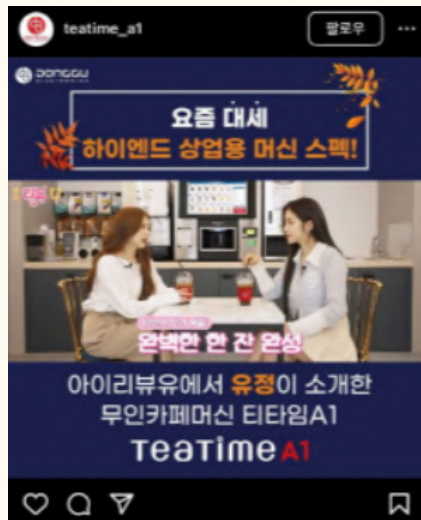 teatime_a1
팔로우
DONGGU
요즘 대세
하이엔드 상업용 머신 스펙!
완벽한 한 잔 완성
아이리뷰유에서 유정이 소개한
무인카페머신 티타임A1
TeaTime A1